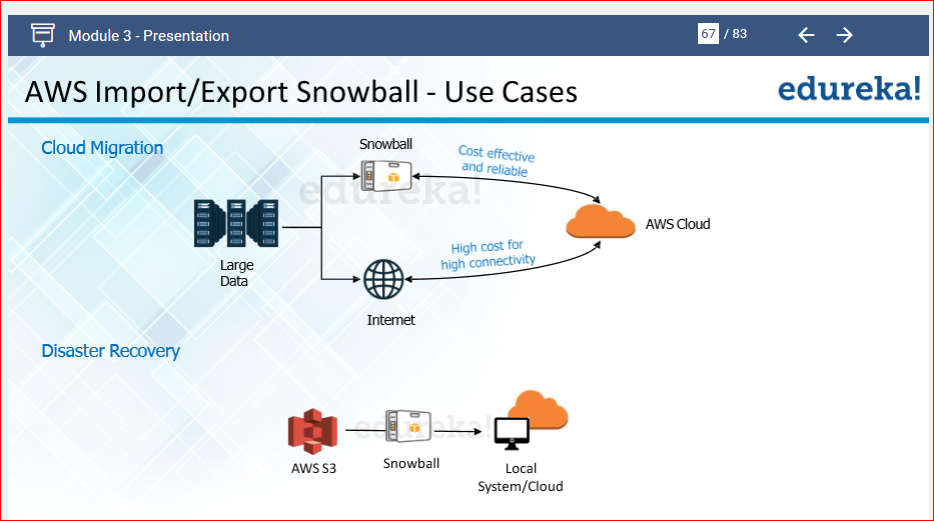 Module 3 - Presentation
67 / 83
AWS Import/Export Snowball - Use Cases
edureka!
Cloud Migration
Snowball
Cost effective
and reliable
edureka!
AWS Cloud
High cost for
high connectivity
Large
Data
Internet
Disaster Recovery
edureka!
AWS S3
Snowball
Local
System/Cloud